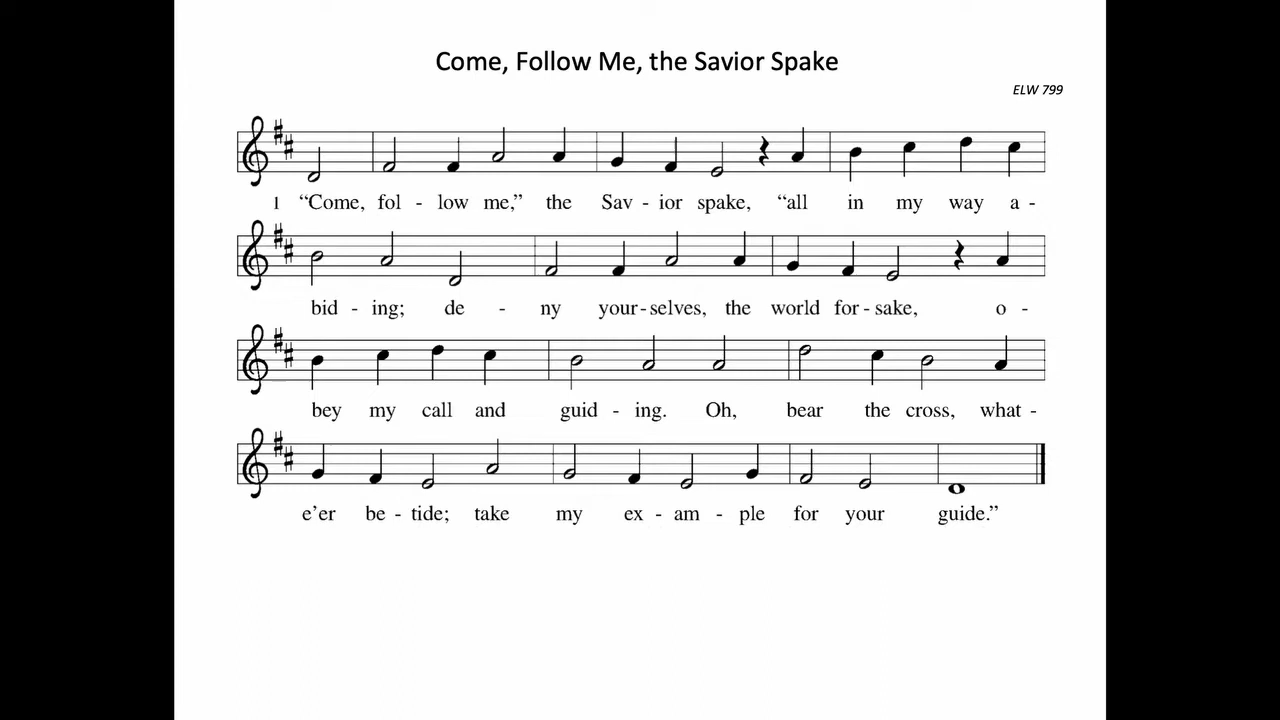 Come, Follow Me, the Savior Spake
ELW 799
1 “Come, fol - low me,” the Sav - ior spake, “all in my way a -
bid - ing; de - ny your - selves, the world for - sake, o -
bey my call and guid - ing. Oh, bear the cross, what -
e’er be - tide; take my ex - am - ple for your guide.”